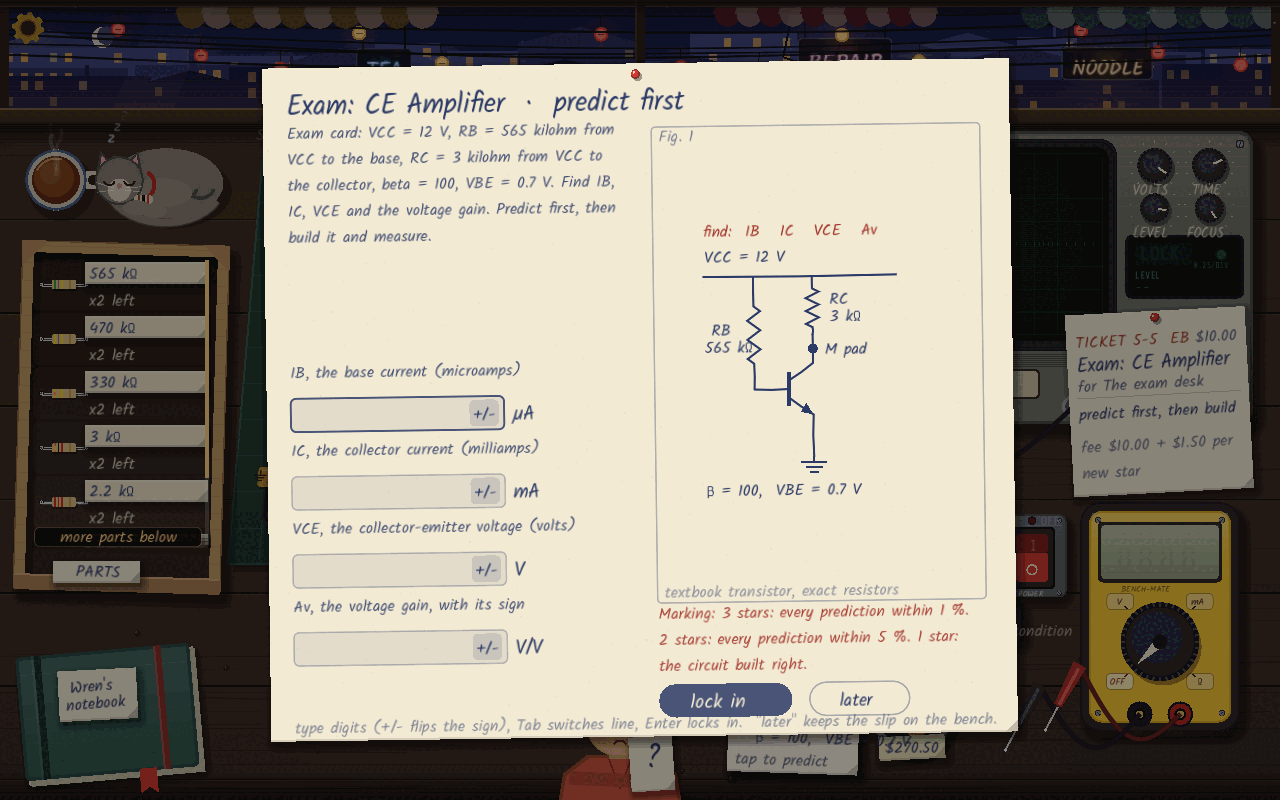 TEA
REPAIR
NOODLE
Exam: CE Amplifier · predict first
Exam card: VCC = 12 V, RB = 565 kilohm from
VCC to the base, RC = 3 kilohm from VCC to
the collector, beta = 100, VBE = 0.7 V. Find IB,
IC, VCE and the voltage gain. Predict first, then
build it and measure.
IB, the base current (microamps)
+/- µA
IC, the collector current (milliamps)
+/- mA
VCE, the collector-emitter voltage (volts)
+/- V
Av, the voltage gain, with its sign
+/- V/V
Fig. 1
find: IB IC VCE Av
VCC = 12 V
RC
3 kΩ
RB
565 kΩ
M pad
β = 100, VBE = 0.7 V
textbook transistor, exact resistors
Marking: 3 stars: every prediction within 1 %.
2 stars: every prediction within 5 %. 1 star:
the circuit built right.
lock in
later
type digits (+/- flips the sign), Tab switches line, Enter locks in. "later" keeps the slip on the bench.
z
z
z
565 kΩ
x2 left
470 kΩ
x2 left
330 kΩ
x2 left
3 kΩ
x2 left
2.2 kΩ
x2 left
more parts below
PARTS
Wren's
notebook
VOLTS
TIME
LEVEL
FOCUS
LOCK
LEVEL
TICKET 5-5 EB $10.00
Exam: CE Amplifier
for The exam desk
predict first, then build
fee $10.00 + $1.50 per
new star
POWER
BENCH-MATE
V
mA
OFF
Ω
?
β = 100, VBE
tap to predict
$270.50